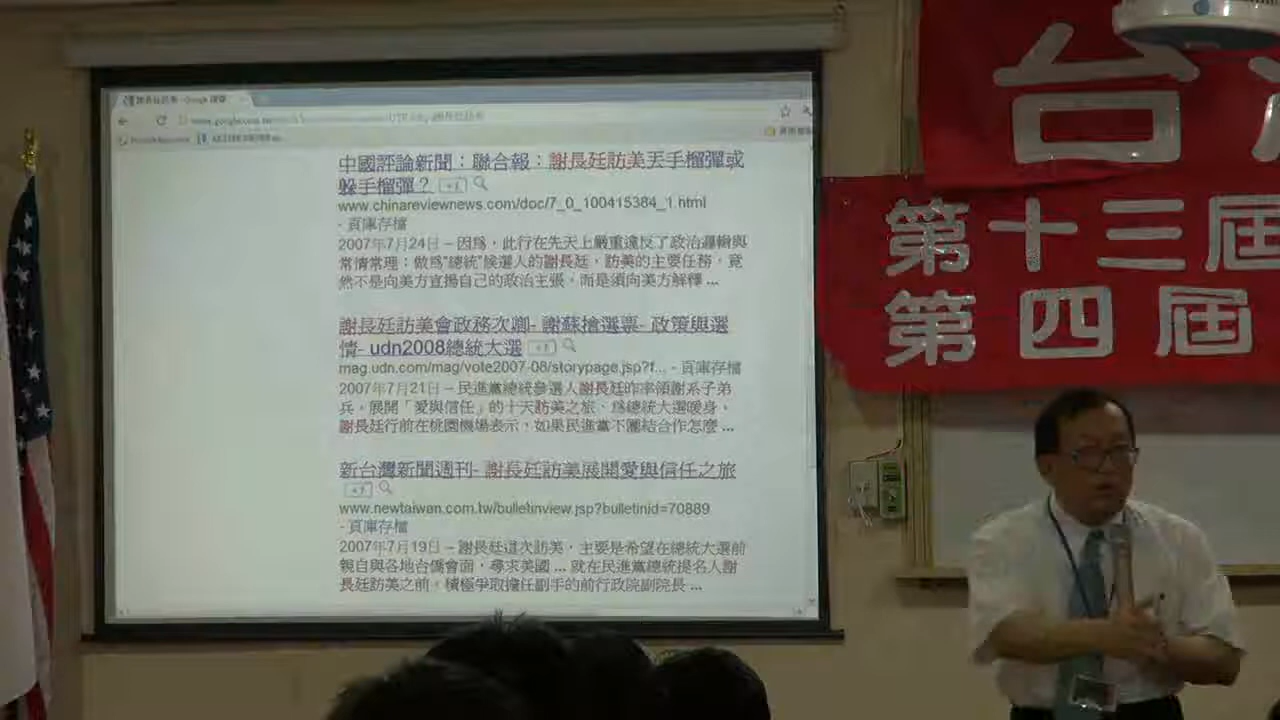 中國評論新聞：聯合報：謝長廷訪美丟手榴彈或
躲手榴彈？
www.chinareviewnews.com/doc/7_0_100415384_1.html
- 頁庫存檔
2007年7月24日 – 因為，此行在先天上嚴重違反了政治邏輯與
常情常理：做為"總統"候選人的謝長廷，訪美的主要任務，竟
然不是向美方宣揚自己的政治主張，而是須向美方解釋 ...
謝長廷訪美會政務次卿- 謝蘇搶選票- 政策與選
情- udn2008總統大選
mag.udn.com/mag/vote2007-08/storypage.jsp?f... - 頁庫存檔
2007年7月21日 – 民進黨總統參選人謝長廷昨率領謝系子弟
兵，展開「愛與信任」的十天訪美之旅，為總統大選暖身。
謝長廷行前在桃園機場表示，如果民進黨不團結合作怎麼 ...
新台灣新聞週刊- 謝長廷訪美展開愛與信任之旅
www.newtaiwan.com.tw/bulletinview.jsp?bulletinid=70889
- 頁庫存檔
2007年7月19日 – 謝長廷這次訪美，主要是希望在總統大選前
親自與各地台僑會面，尋求美國 ... 就在民進黨總統提名人謝
長廷訪美之前，積極爭取擔任副手的前行政院副院長 ...
台
第十三屆
第四屆